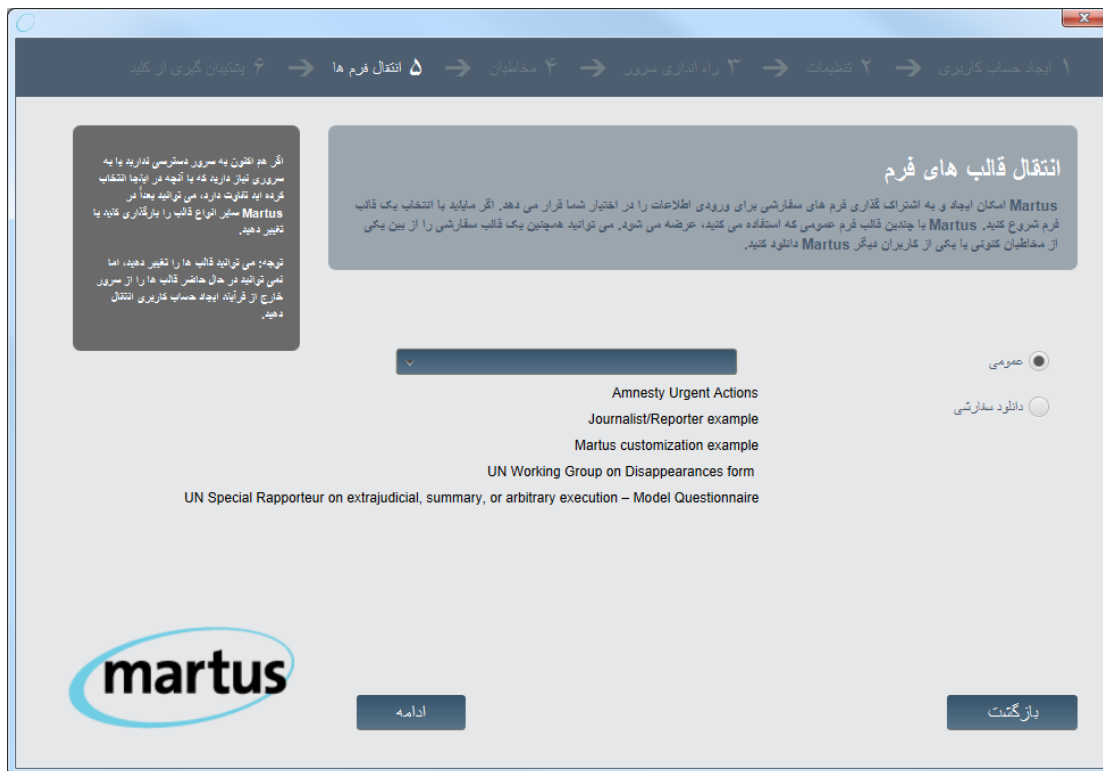 ۱ ایجاد حساب کاربری ← ۲ تنظیمات ← ۳ راه اندازی سرور ← ۴ مخاطبان ← ۵ انتقال فرم ها ← ۶ پشتیبان گیری از کلید
انتقال قالب های فرم
Martus امکان ایجاد و به اشتراک گذاری فرم های سفارشی برای ورودی اطلاعات را در اختیار شما قرار می دهد. اگر مایلید با انتخاب یک قالب
فرم شروع کنید. Martus با چندین قالب فرم عمومی که استفاده می کنید، عرضه می شود. می توانید همچنین یک قالب سفارشی را از بین یکی
از مخاطبان کنونی یا یکی از کاربران دیگر Martus دانلود کنید.
اگر هم اکنون به سرور دسترسی ندارید یا به
سروری نیاز دارید که با آنچه در اینجا انتخاب
کرده اید تفاوت دارد، می توانید بعداً در
Martus سایر انواع قالب را بارگذاری کنید یا
تغییر دهید.
توجه: می توانید قالب ها را تغییر دهید، اما
نمی توانید در حال حاضر قالب ها را از سرور
خارج از فرآیند ایجاد حساب کاربری انتقال
دهید.
عمومی
دانلود سفارشی
Amnesty Urgent Actions
Journalist/Reporter example
Martus customization example
UN Working Group on Disappearances form
UN Special Rapporteur on extrajudicial, summary, or arbitrary execution – Model Questionnaire
martus
بازگشت
ادامه